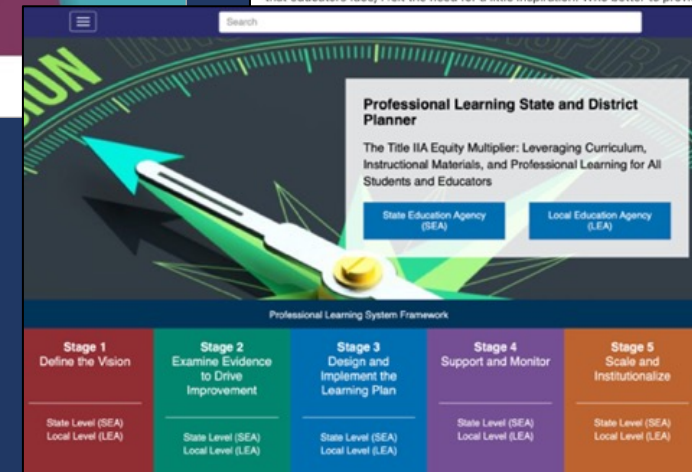 Search
VISION
Professional Learning State and District
Planner
The Title IIA Equity Multiplier: Leveraging Curriculum,
Instructional Materials, and Professional Learning for All
Students and Educators
State Education Agency
(SEA)
Local Education Agency
(LEA)
Professional Learning System Framework
Stage 1
Define the Vision
State Level (SEA)
Local Level (LEA)
Stage 2
Examine Evidence
to Drive
Improvement
State Level (SEA)
Local Level (LEA)
Stage 3
Design and
Implement the
Learning Plan
State Level (SEA)
Local Level (LEA)
Stage 4
Support and Monitor
State Level (SEA)
Local Level (LEA)
Stage 5
Scale and
Institutionalize
State Level (SEA)
Local Level (LEA)